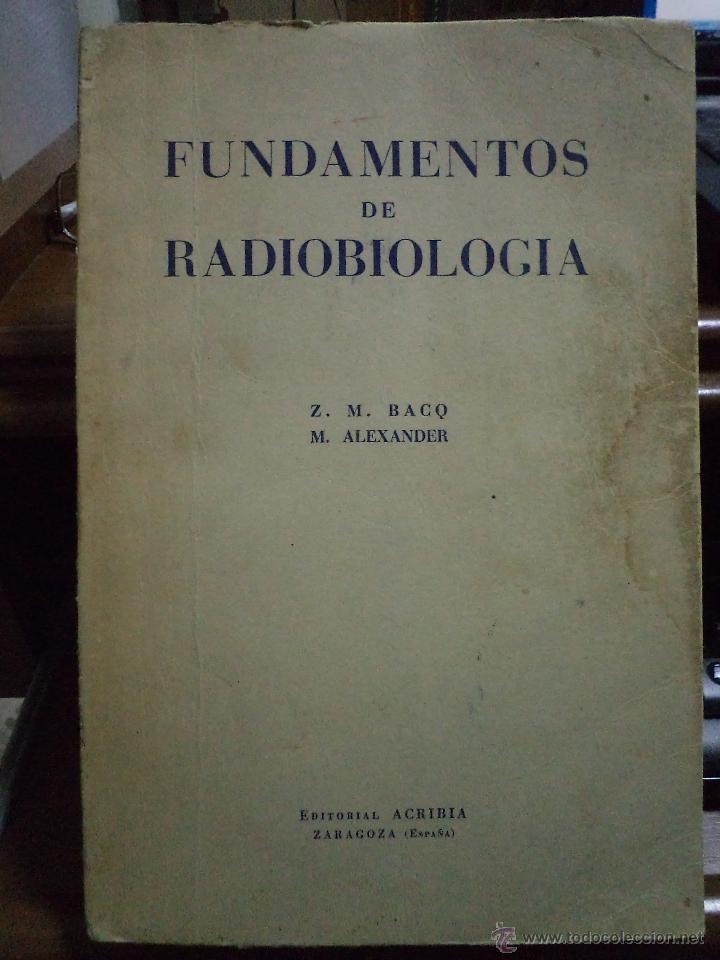 FUNDAMENTOS
DE
RADIOBIOLOGIA
Z. M. BACQ
M. ALEXANDER
EDITORIAL ACRIBIA
ZARAGOZA (ESPAÑA)
© www.todocoleccion.net